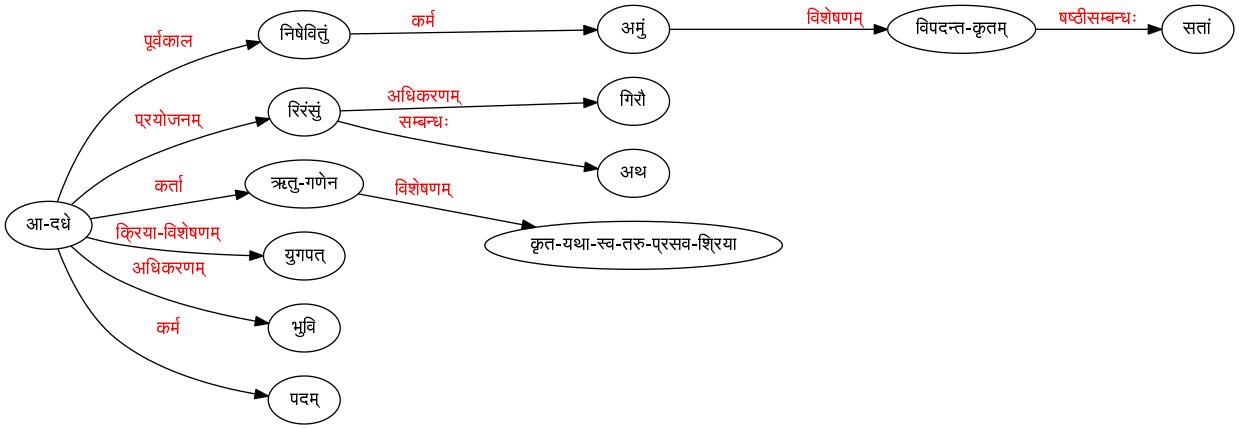 निषेवितुं
कर्म
अमुं
विशेषणम्
विपदन्त-कृतम्
षष्ठीसम्बन्धः
सतां
पूर्वकाल
रिरंसुं
अधिकरणम्
गिरौ
सम्बन्धः
अथ
प्रयोजनम्
आ-दधे
कर्ता
ऋतु-गणेन
विशेषणम्
कृत-यथा-स्व-तरु-प्रसव-श्रिया
क्रिया-विशेषणम्
युगपत्
अधिकरणम्
भुवि
कर्म
पदम्